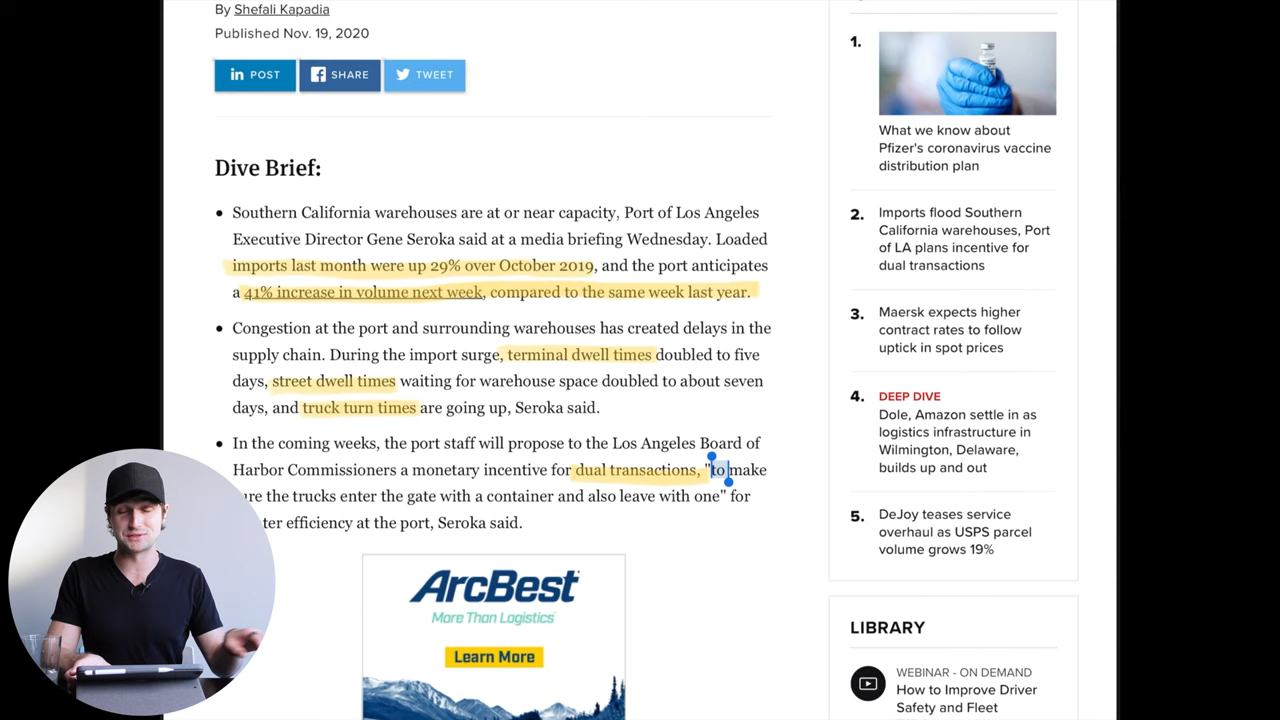 By Shefali Kapadia
Published Nov. 19, 2020
in POST
SHARE
TWEET
Dive Brief:
• Southern California warehouses are at or near capacity, Port of Los Angeles
Executive Director Gene Seroka said at a media briefing Wednesday. Loaded
imports last month were up 29% over October 2019, and the port anticipates
a 41% increase in volume next week, compared to the same week last year.
• Congestion at the port and surrounding warehouses has created delays in the
supply chain. During the import surge, terminal dwell times doubled to five
days, street dwell times waiting for warehouse space doubled to about seven
days, and truck turn times are going up, Seroka said.
• In the coming weeks, the port staff will propose to the Los Angeles Board of
Harbor Commissioners a monetary incentive for dual transactions, "to make
the trucks enter the gate with a container and also leave with one" for
efficiency at the port, Seroka said.
ArcBest
More Than Logistics
Learn More
1.
What we know about
Pfizer's coronavirus vaccine
distribution plan
2. Imports flood Southern
California warehouses, Port
of LA plans incentive for
dual transactions
3. Maersk expects higher
contract rates to follow
uptick in spot prices
4. DEEP DIVE
Dole, Amazon settle in as
logistics infrastructure in
Wilmington, Delaware,
builds up and out
5. DeJoy teases service
overhaul as USPS parcel
volume grows 19%
LIBRARY
WEBINAR - ON DEMAND
How to Improve Driver
Safety and Fleet